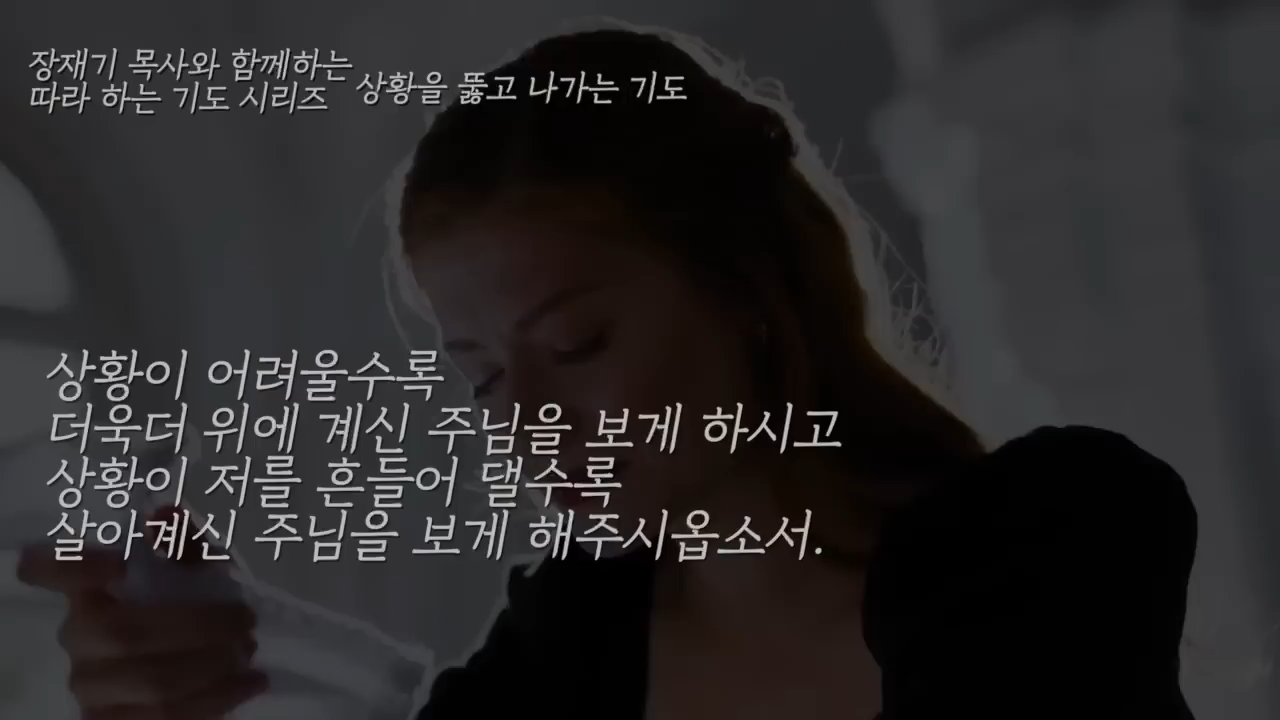 장재기 목사와 함께하는
따라 하는 기도 시리즈
상황을 뚫고 나가는 기도
상황이 어려울수록
더욱더 위에 계신 주님을 보게 하시고
상황이 저를 흔들어 댈수록
살아계신 주님을 보게 해주시옵소서.